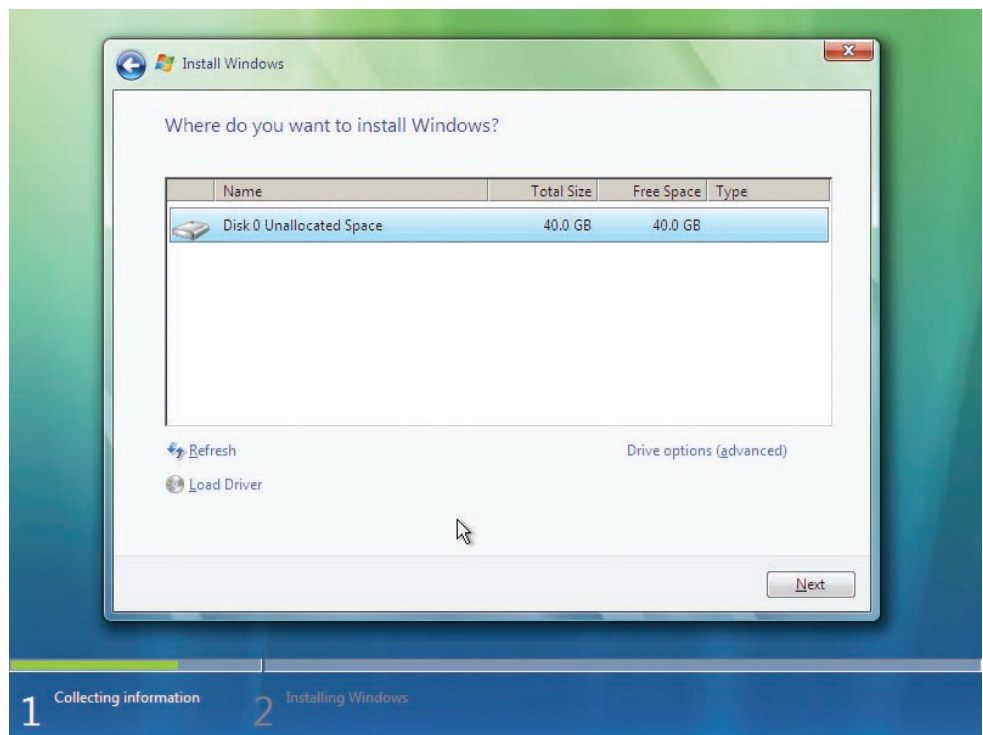 Install Windows
Where do you want to install Windows?
Name Total Size Free Space Type
Disk 0 Unallocated Space 40.0 GB 40.0 GB
Refresh Drive options (advanced)
Load Driver
Next
1 Collecting information 2 Installing Windows